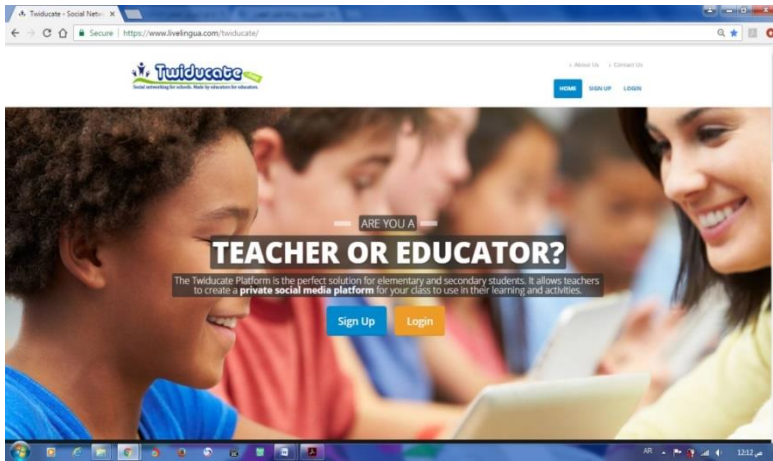 Twiducate - Social Netw
Secure https://www.livelingua.com/twiducate/
Twiducate.com
Social networking for schools. Made by educators for educators.
About Us Contact Us
HOME SIGN UP LOGIN
ARE YOU A
TEACHER OR EDUCATOR?
The Twiducate Platform is the perfect solution for elementary and secondary students. It allows teachers
to create a private social media platform for your class to use in their learning and activities.
Sign Up Login
AR 12:12 ص